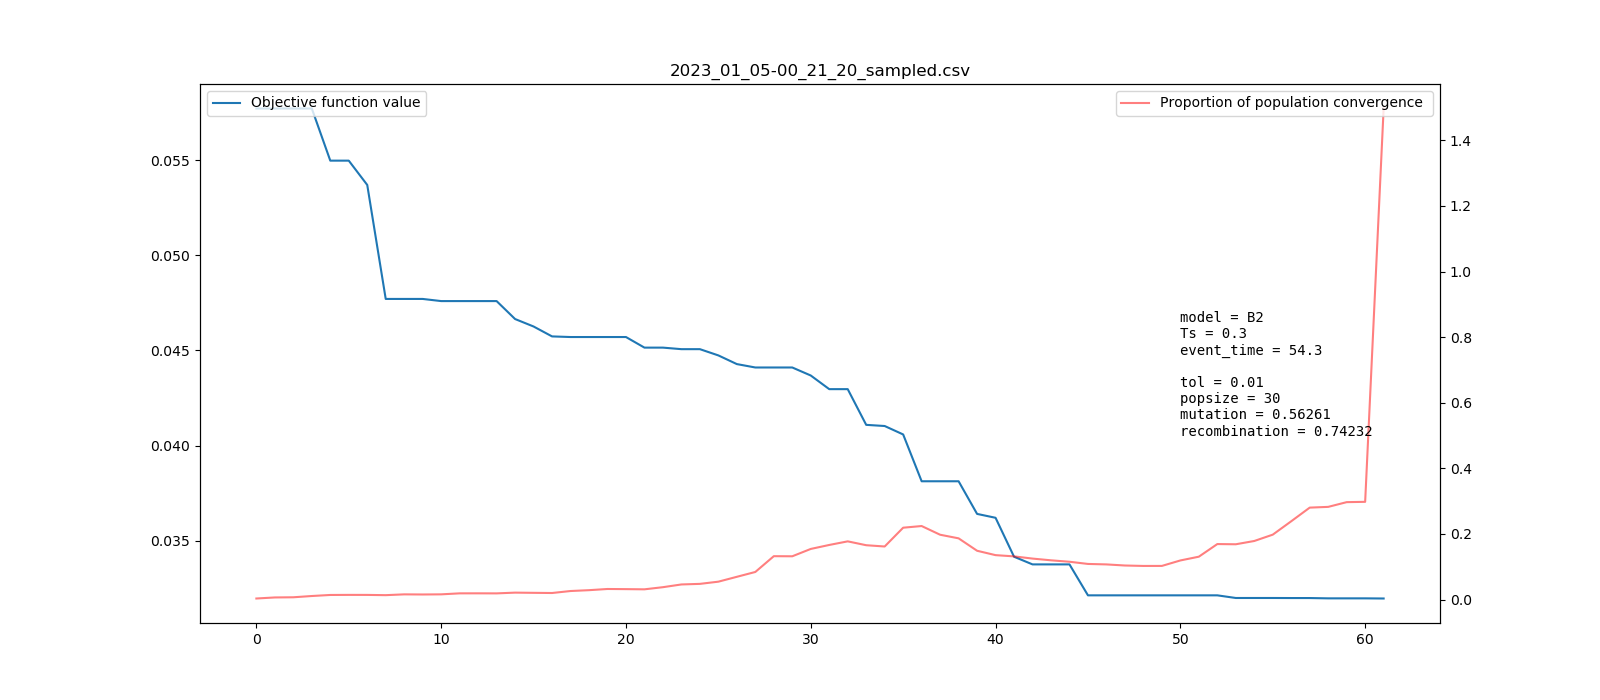 2023_01_05-00_21_20_sampled.csv
Objective function value
Proportion of population convergence
0.055
0.050
0.045
0.040
0.035
1.4
1.2
1.0
0.8
0.6
0.4
0.2
0.0
model = B2
Ts = 0.3
event_time = 54.3
tol = 0.01
popsize = 30
mutation = 0.56261
recombination = 0.74232
0
10
20
30
40
50
60